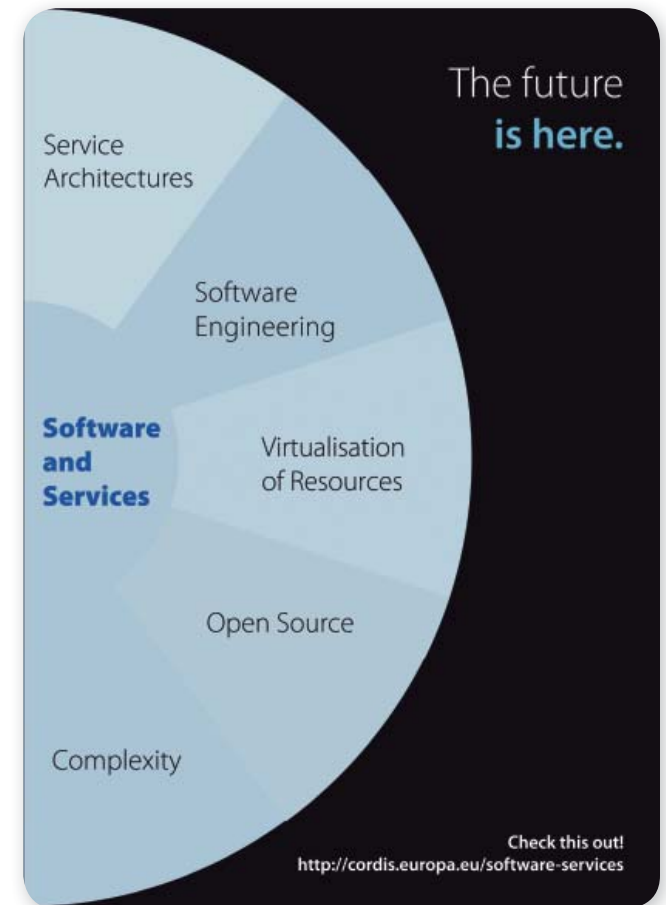 The future
is here.
Service
Architectures
Software
Engineering
Software
and
Services
Virtualisation
of Resources
Open Source
Complexity
Check this out!
http://cordis.europa.eu/software-services